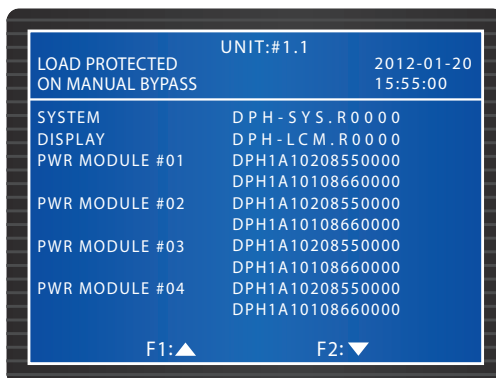 UNIT:#1.1
LOAD PROTECTED 2012-01-20
ON MANUAL BYPASS 15:55:00
SYSTEM DPH-SYS.R0000
DISPLAY DPH-LCM.R0000
PWR MODULE #01 DPH1A10208550000
DPH1A10108660000
PWR MODULE #02 DPH1A10208550000
DPH1A10108660000
PWR MODULE #03 DPH1A10208550000
DPH1A10108660000
PWR MODULE #04 DPH1A10208550000
DPH1A10108660000
F1:▲ F2:▼